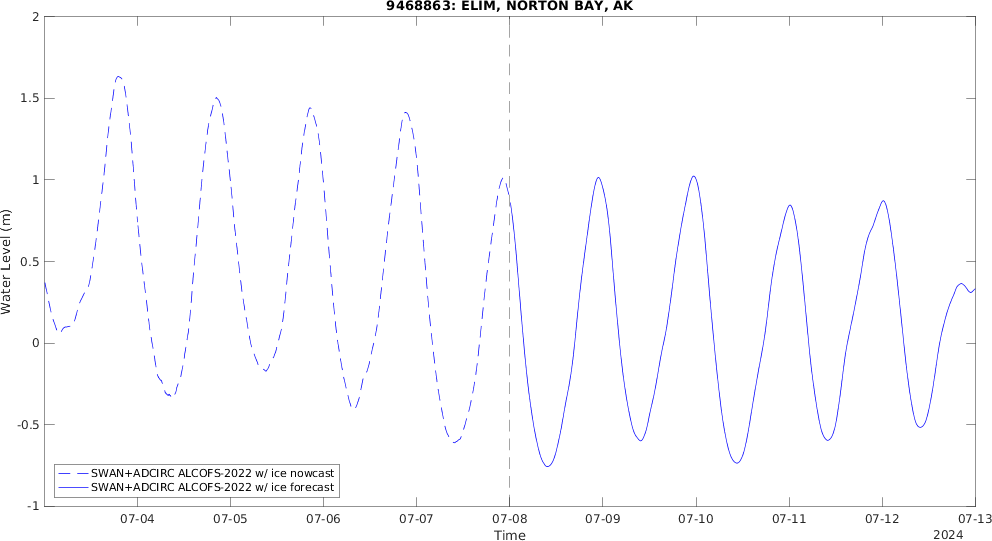 9468863: ELIM, NORTON BAY, AK
Water Level (m)
2
1.5
1
0.5
0
-0.5
-1
SWAN+ADCIRC ALCOFS-2022 w/ ice nowcast
SWAN+ADCIRC ALCOFS-2022 w/ ice forecast
07-04 07-05 07-06 07-07 07-08 07-09 07-10 07-11 07-12 07-13
Time
2024